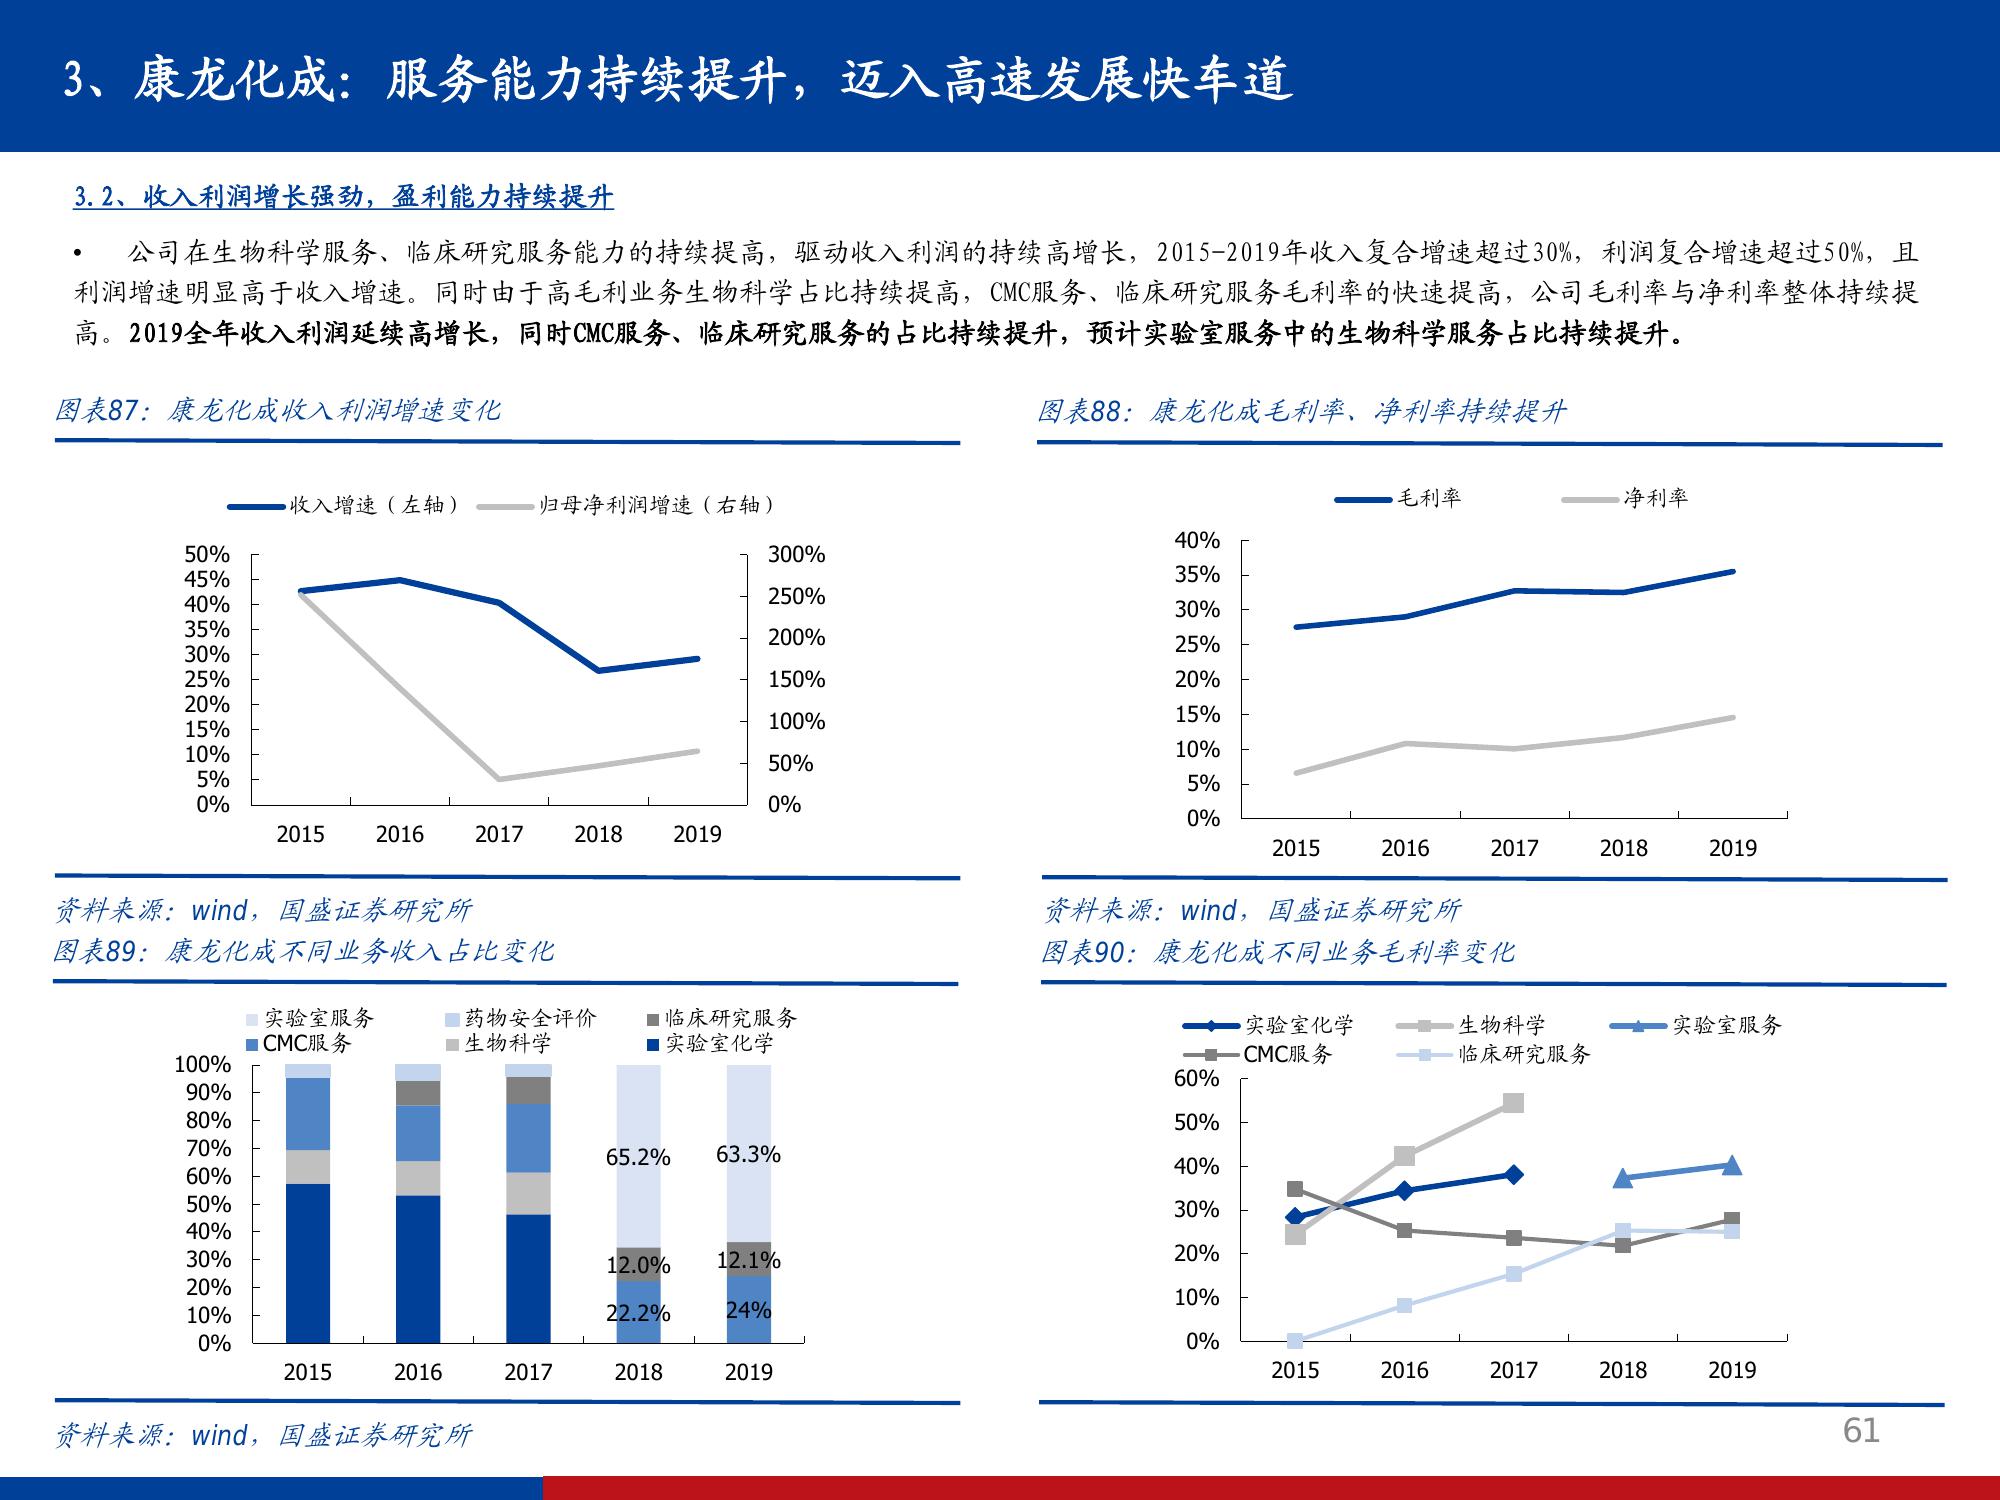 3、康龙化成：服务能力持续提升，迈入高速发展快车道
3.2、收入利润增长强劲，盈利能力持续提升
• 公司在生物科学服务、临床研究服务能力的持续提高，驱动收入利润的持续高增长，2015-2019年收入复合增速超过30%，利润复合增速超过50%，且
利润增速明显高于收入增速。同时由于高毛利业务生物科学占比持续提高，CMC服务、临床研究服务毛利率的快速提高，公司毛利率与净利率整体持续提
高。2019全年收入利润延续高增长，同时CMC服务、临床研究服务的占比持续提升，预计实验室服务中的生物科学服务占比持续提升。
图表87：康龙化成收入利润增速变化
收入增速（左轴） 归母净利润增速（右轴）
50% 300%
45%
40% 250%
35%
30% 200%
25% 150%
20%
15% 100%
10% 50%
5%
0% 0%
2015 2016 2017 2018 2019
资料来源：wind，国盛证券研究所
图表88：康龙化成毛利率、净利率持续提升
毛利率 净利率
40%
35%
30%
25%
20%
15%
10%
5%
0%
2015 2016 2017 2018 2019
资料来源：wind，国盛证券研究所
图表89：康龙化成不同业务收入占比变化
实验室服务 药物安全评价 临床研究服务
CMC服务 生物科学 实验室化学
100%
90%
80%
70%
60%
50%
40%
30%
20%
10%
0%
65.2% 63.3%
12.0% 12.1%
22.2% 24%
2015 2016 2017 2018 2019
资料来源：wind，国盛证券研究所
图表90：康龙化成不同业务毛利率变化
实验室化学 生物科学 实验室服务
CMC服务 临床研究服务
60%
50%
40%
30%
20%
10%
0%
2015 2016 2017 2018 2019
61